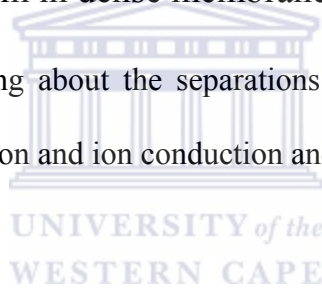 in dense membrane
ng about the separations
on and ion conduction an
UNIVERSITY of the
WESTERN CAPE